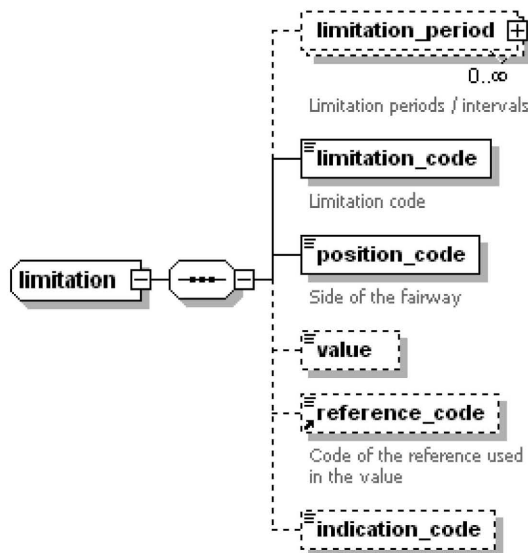 limitation_period
0..∞
Limitation periods / intervals
limitation_code
Limitation code
limitation
position_code
Side of the fairway
value
reference_code
Code of the reference used
in the value
indication_code